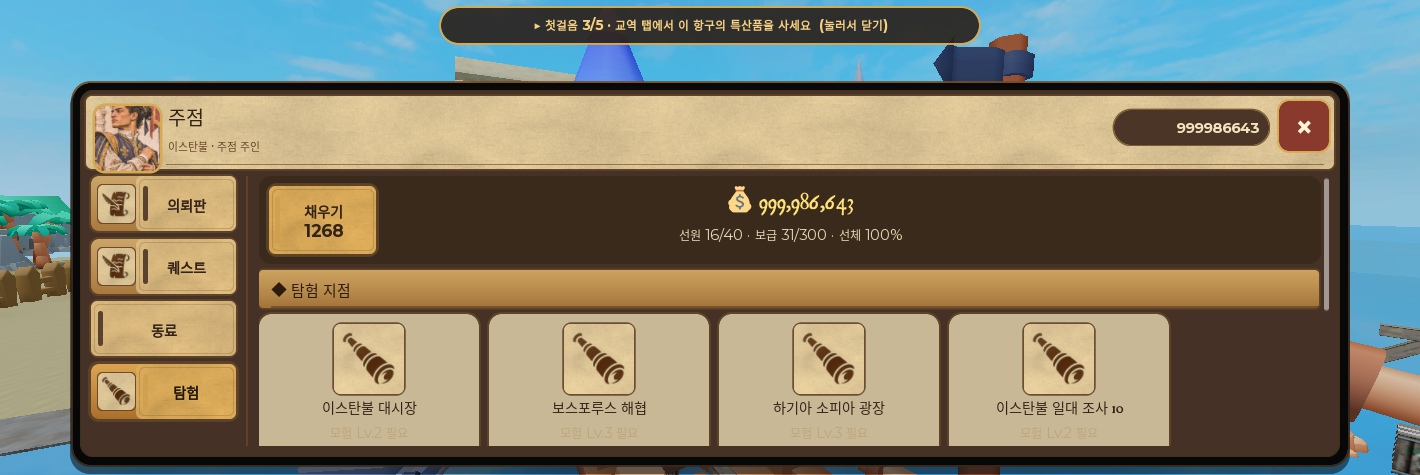 ▸ 첫걸음 3/5 · 교역 탭에서 이 항구의 특산품을 사세요 (눌러서 닫기)
주점
이스탄불 · 주점 주인
999986643
×
의뢰판
퀘스트
동료
탐험
채우기
1268
$ 999,986,643
선원 16/40 · 보급 31/300 · 선체 100%
◆ 탐험 지점
이스탄불 대시장
모험 Lv.2 필요
보스포루스 해협
모험 Lv.3 필요
하기아 소피아 광장
모험 Lv.3 필요
이스탄불 일대 조사 10
모험 Lv.2 필요